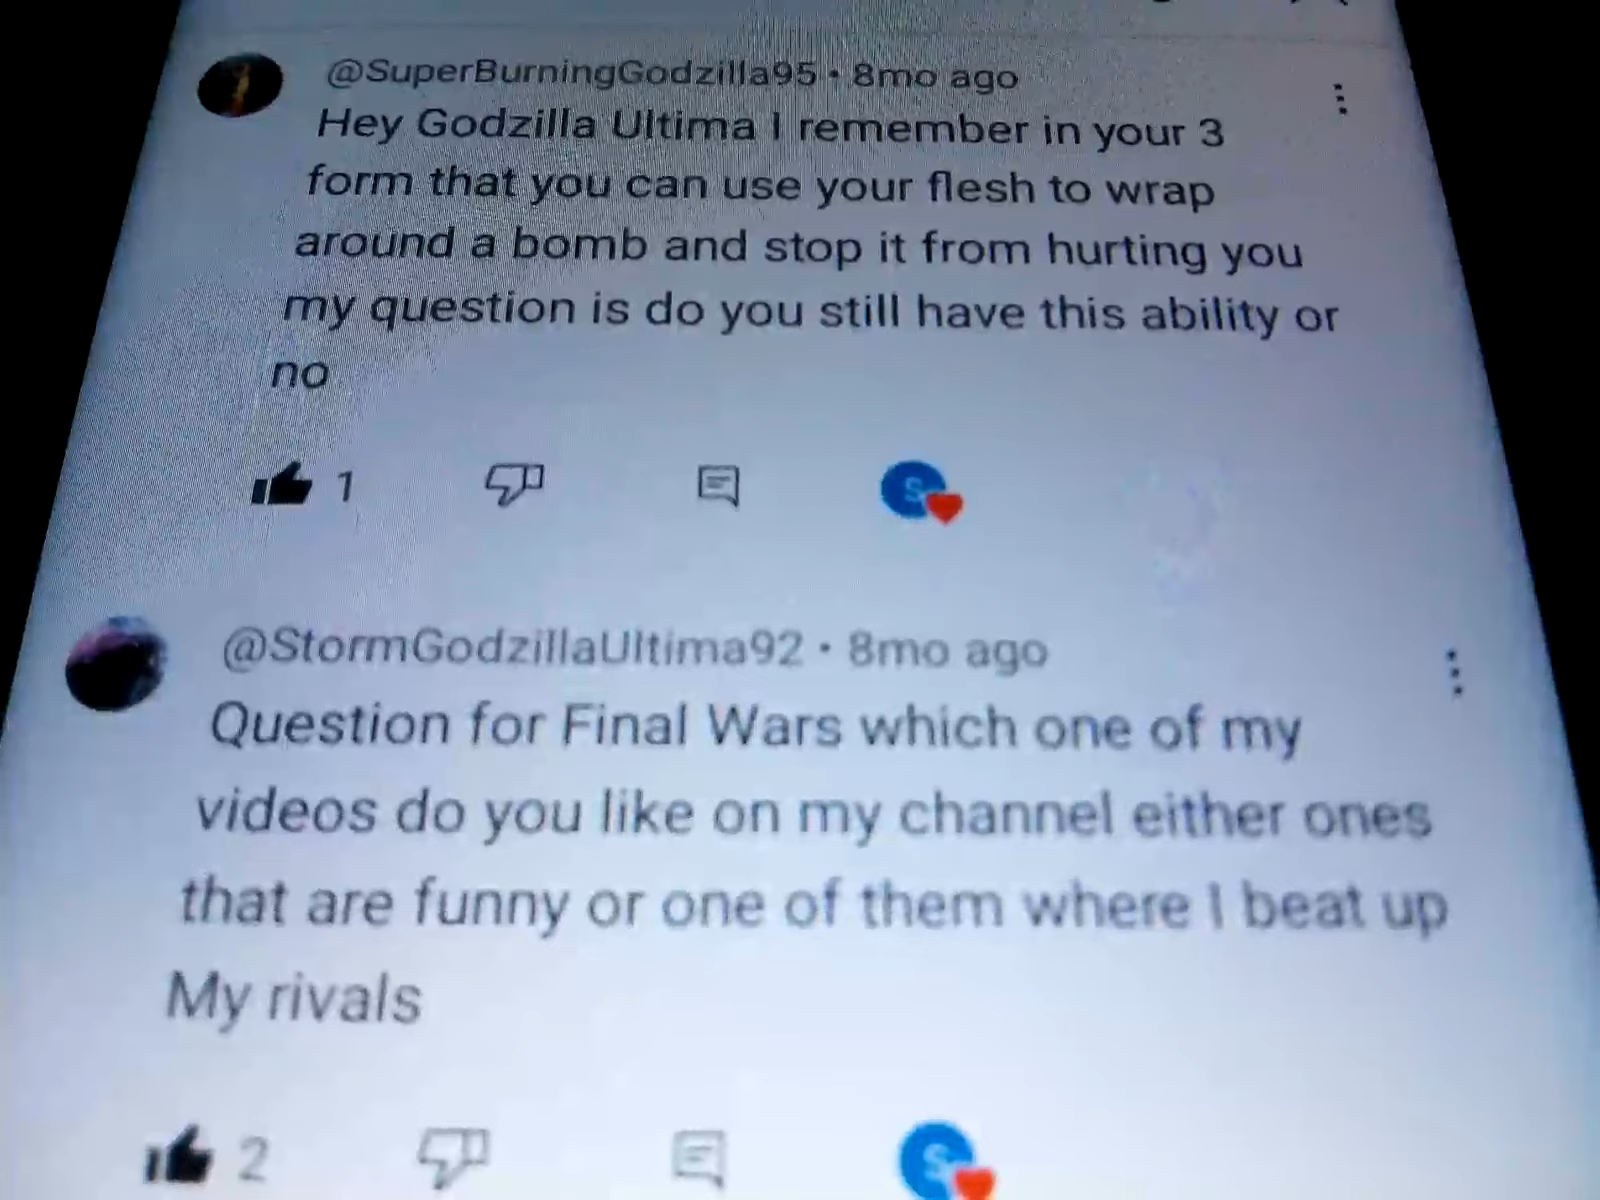 @SuperBurningGodzilla95 · 8mo ago
Hey Godzilla Ultima I remember in your 3
form that you can use your flesh to wrap
around a bomb and stop it from hurting you
my question is do you still have this ability or
no
1
S
@StormGodzillaUltima92 · 8mo ago
Question for Final Wars which one of my
videos do you like on my channel either ones
that are funny or one of them where I beat up
My rivals
2
S